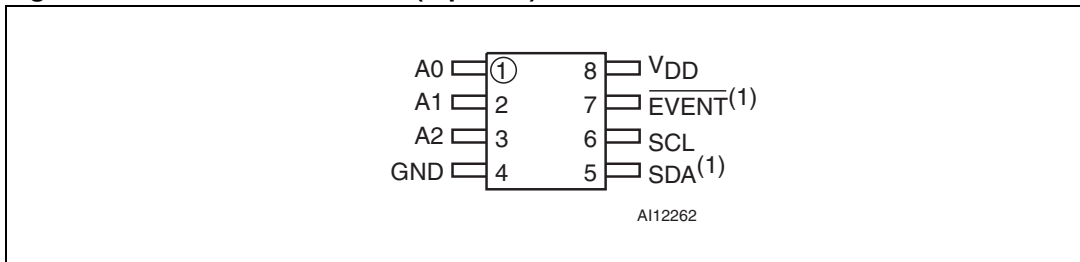 A0 1 8 VDD
A1 2 7 EVENT(1)
A2 3 6 SCL
GND 4 5 SDA(1)
AI12262